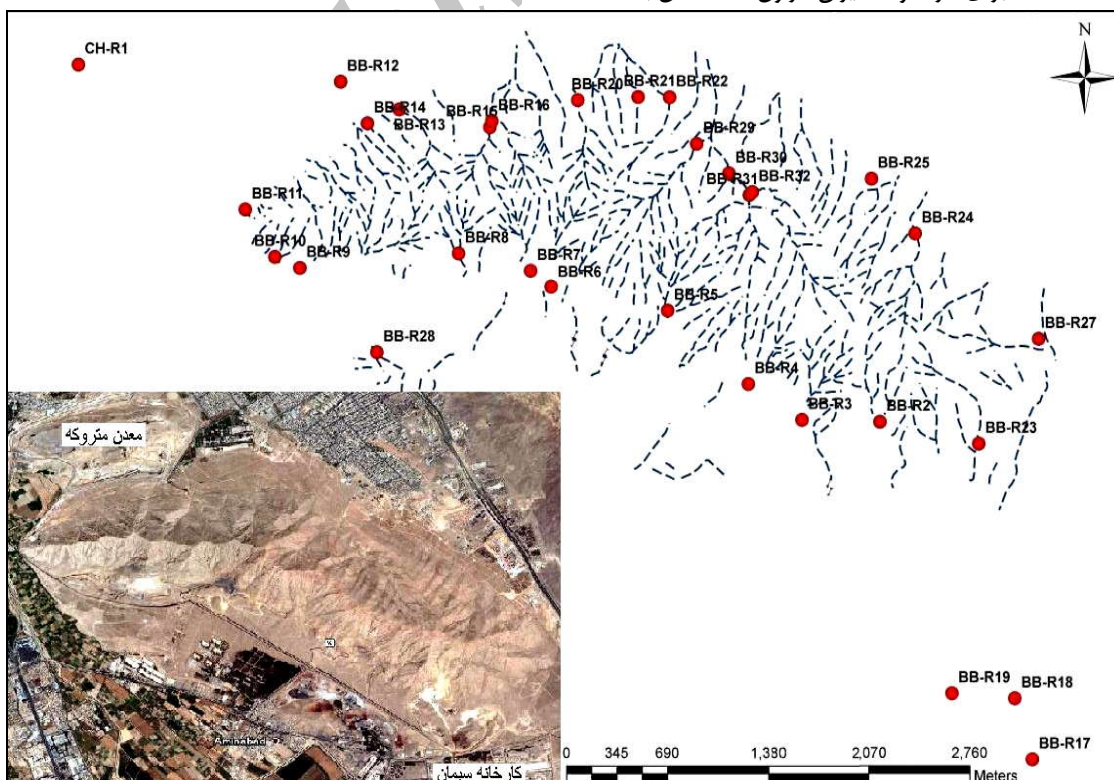 N
CH-R1
BB-R12
BB-R14
BB-R13
BB-R15
BB-R16
BB-R20
BB-R21
BB-R22
BB-R29
BB-R30
BB-R31
BB-R32
BB-R25
BB-R11
BB-R24
BB-R10
BB-R9
BB-R8
BB-R7
BB-R6
BB-R5
BB-R27
BB-R28
BB-R4
BB-R3
BB-R2
BB-R23
معدن متروکه
Aminabad
کارخانه سیمان
BB-R19
BB-R18
BB-R17
0 345 690 1,380 2,070 2,760
Meters